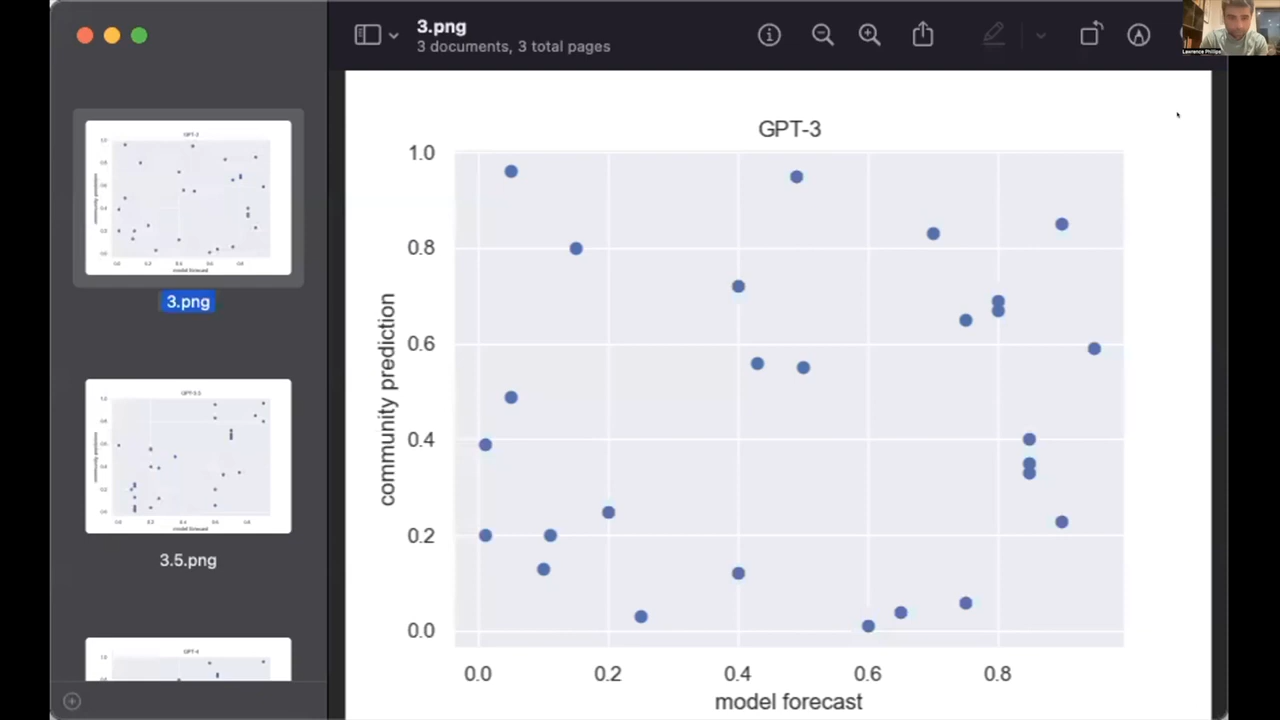 3.png
3 documents, 3 total pages
Lawrence Phillips
3.png
3.5.png
GPT-3
1.0
0.8
0.6
0.4
0.2
0.0
community prediction
0.0 0.2 0.4 0.6 0.8
model forecast